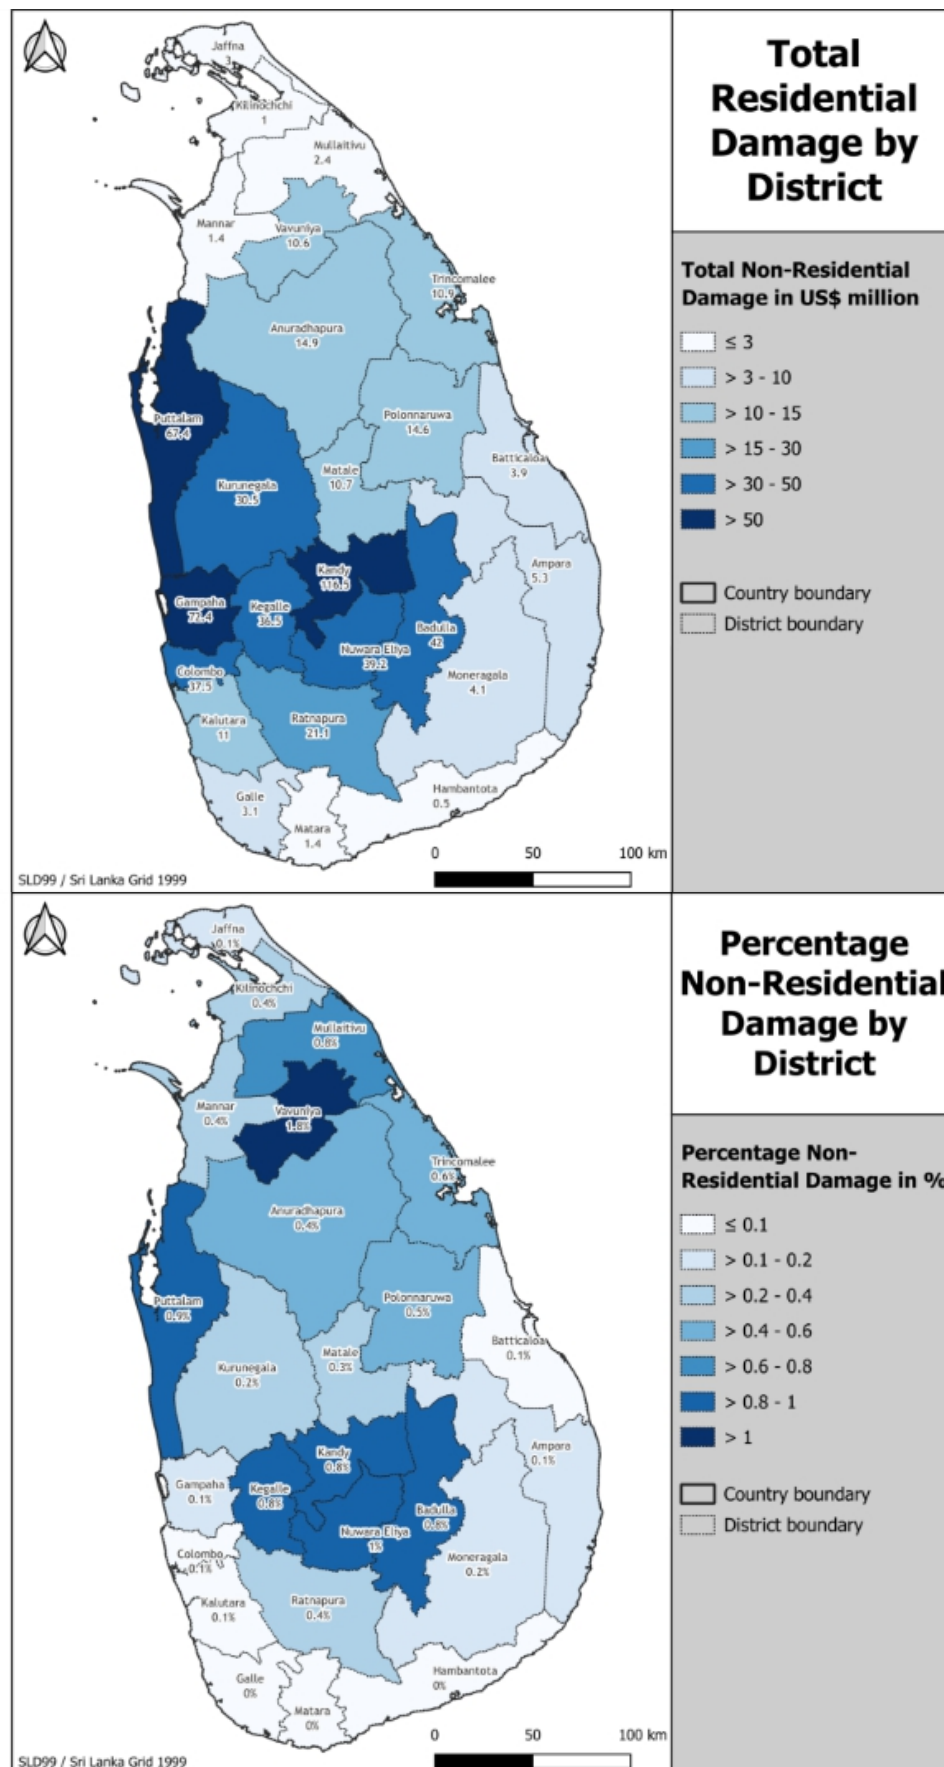 Total
Residential
Damage by
District
Total Non-Residential
Damage in US$ million
≤ 3
> 3 - 10
> 10 - 15
> 15 - 30
> 30 - 50
> 50
Country boundary
District boundary
Jaffna
3
Kilinochchi
1
Mullaitivu
2.4
Mannar
1.4
Vavuniya
10.6
Trincomalee
10.9
Anuradhapura
14.9
Puttalam
67.4
Polonnaruwa
14.6
Batticaloa
3.9
Matale
10.7
Kurunegala
30.5
Kandy
116.5
Ampara
5.3
Gampaha
72.4
Kegalle
36.5
Badulla
42
Nuwara Eliya
39.2
Colombo
37.5
Moneragala
4.1
Kalutara
11
Ratnapura
21.1
Galle
3.1
Matara
1.4
Hambantota
0.5
0 50 100 km
SLD99 / Sri Lanka Grid 1999
Percentage
Non-Residential
Damage by
District
Percentage Non-
Residential Damage in %
≤ 0.1
> 0.1 - 0.2
> 0.2 - 0.4
> 0.4 - 0.6
> 0.6 - 0.8
> 0.8 - 1
> 1
Country boundary
District boundary
Jaffna
0.1%
Kilinochchi
0.4%
Mullaitivu
0.8%
Mannar
0.4%
Vavuniya
1.8%
Trincomalee
0.6%
Anuradhapura
0.4%
Puttalam
0.9%
Polonnaruwa
0.5%
Batticaloa
0.1%
Matale
0.3%
Kurunegala
0.2%
Kandy
0.8%
Ampara
0.1%
Gampaha
0.1%
Kegalle
0.8%
Badulla
0.8%
Nuwara Eliya
1%
Colombo
0.1%
Moneragala
0.2%
Kalutara
0.1%
Ratnapura
0.4%
Galle
0%
Matara
0%
Hambantota
0%
0 50 100 km
SLD99 / Sri Lanka Grid 1999